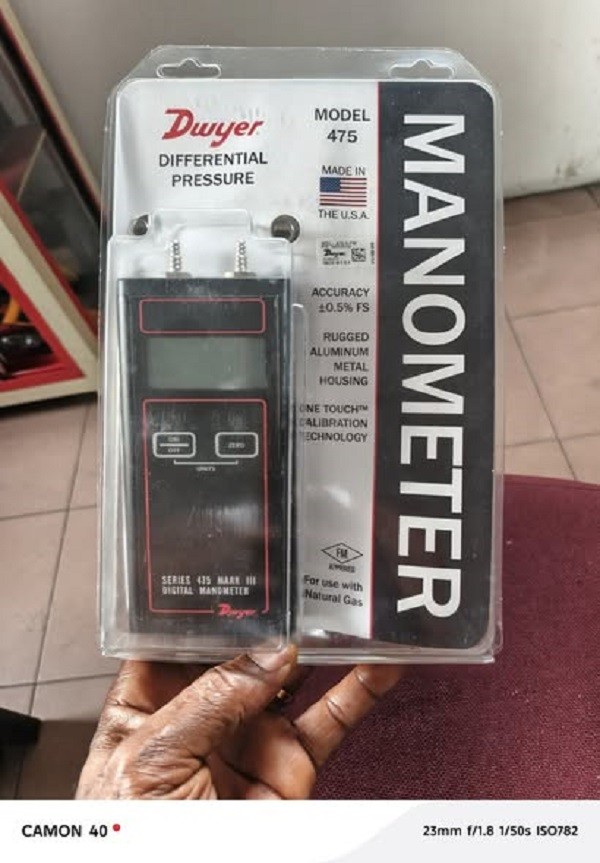 Dwyer
DIFFERENTIAL
PRESSURE
MODEL
475
MADE IN
THE U.S.A.
ACCURACY
±0.5% FS
RUGGED
ALUMINUM
METAL
HOUSING
ONE TOUCH™
CALIBRATION
TECHNOLOGY
FM
APPROVED
For use with
Natural Gas
MANOMETER
ON
OFF
ZERO
UNITS
SERIES 475 MARK III
DIGITAL MANOMETER
Dwyer
CAMON 40
23mm f/1.8 1/50s ISO782